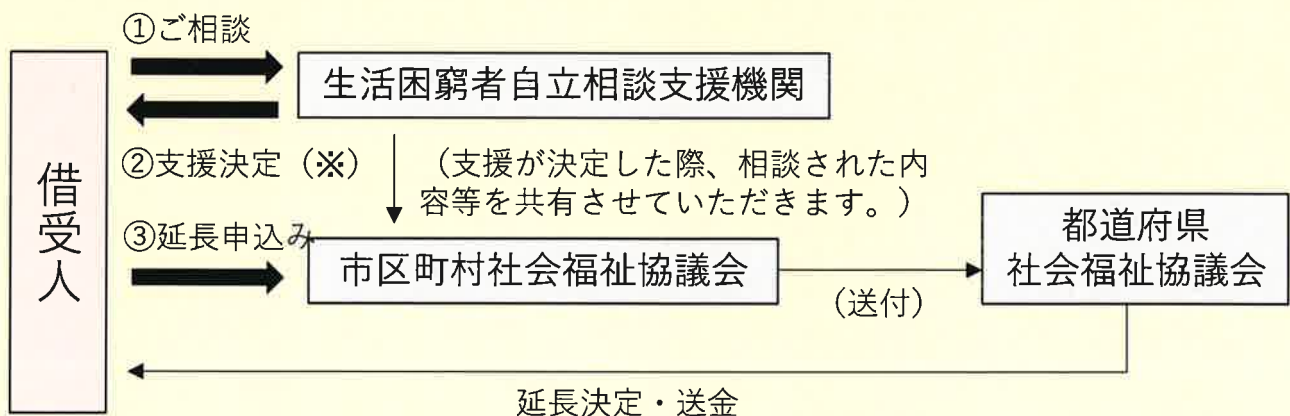 ①ご相談
生活困窮者自立相談支援機関
②支援決定（※）
（支援が決定した際、相談された内
容等を共有させていただきます。）
借受人
③延長申込み
市区町村社会福祉協議会
（送付）
都道府県
社会福祉協議会
延長決定・送金